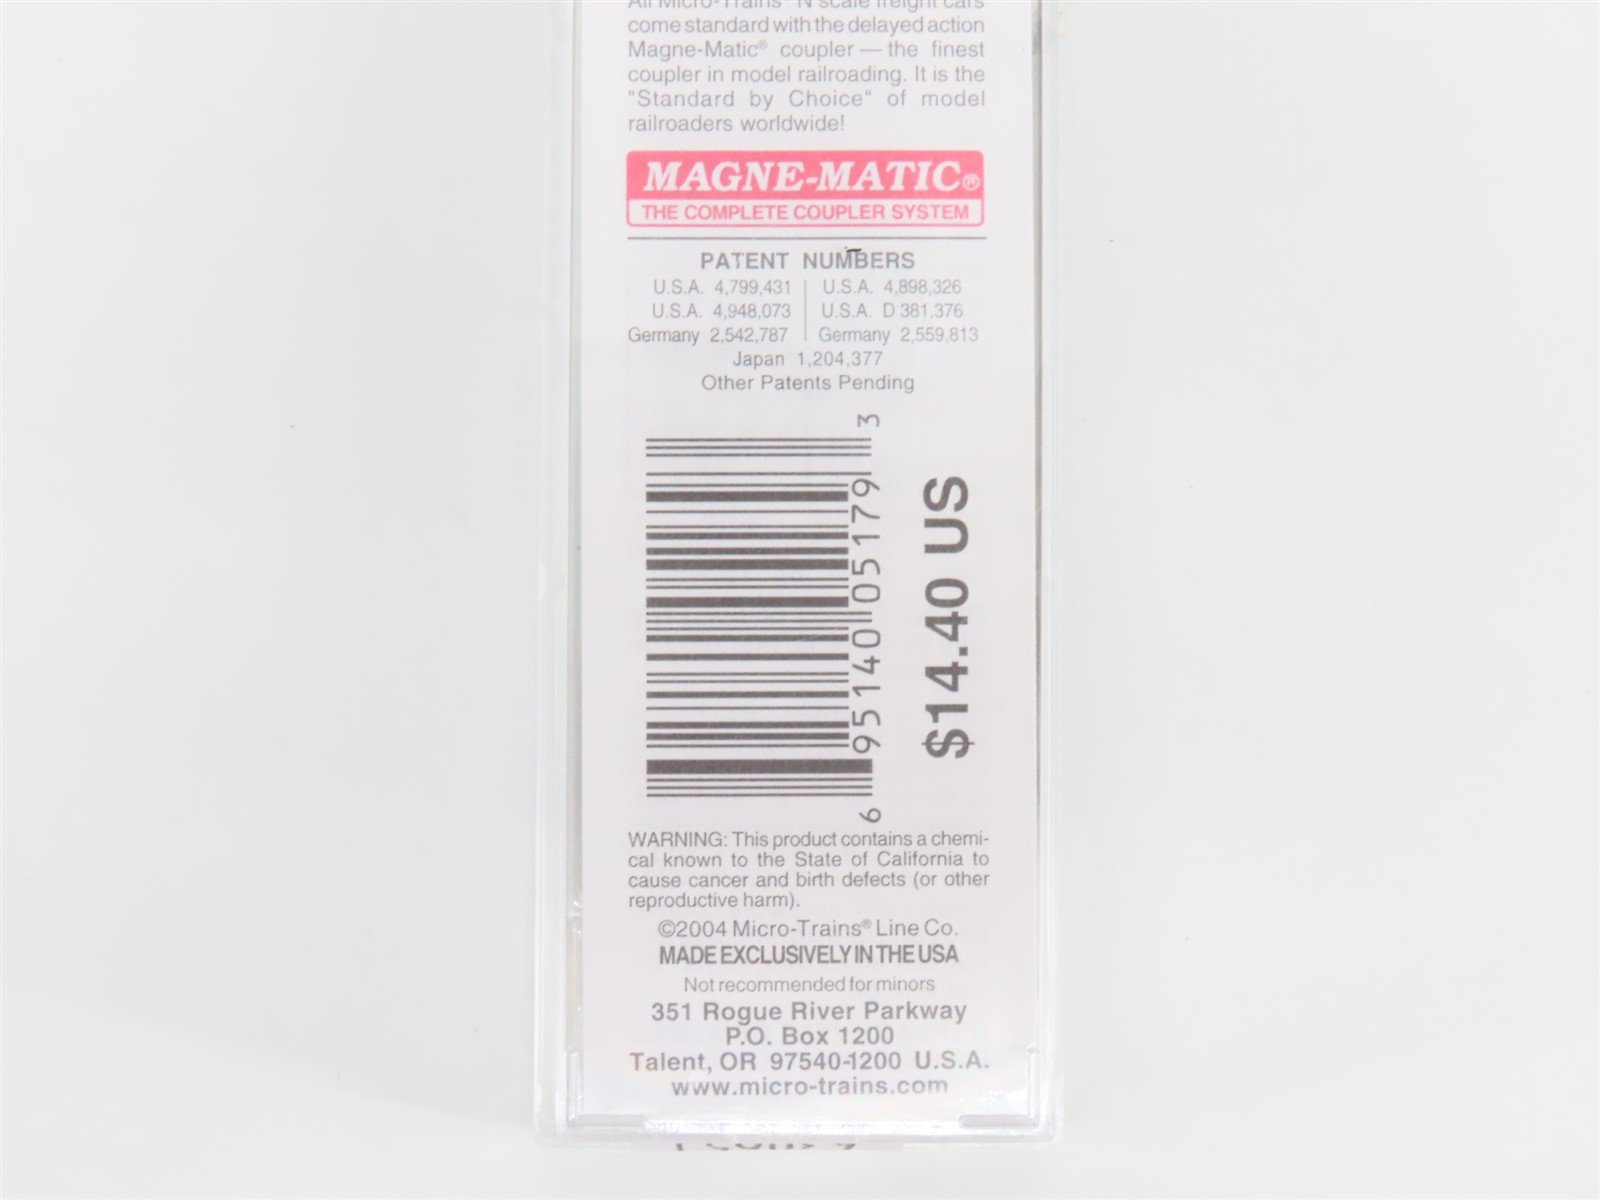 All Micro-Trains® N scale freight cars
come standard with the delayed action
Magne-Matic® coupler — the finest
coupler in model railroading. It is the
"Standard by Choice" of model
railroaders worldwide!
MAGNE-MATIC®
THE COMPLETE COUPLER SYSTEM
PATENT NUMBERS
U.S.A. 4,799,431 U.S.A. 4,898,326
U.S.A. 4,948,073 U.S.A. D 381,376
Germany 2,542,787 Germany 2,559,813
Japan 1,204,377
Other Patents Pending
6 95140 05179 3
$14.40 US
WARNING: This product contains a chemi-
cal known to the State of California to
cause cancer and birth defects (or other
reproductive harm).
©2004 Micro-Trains® Line Co.
MADE EXCLUSIVELY IN THE USA
Not recommended for minors
351 Rogue River Parkway
P.O. Box 1200
Talent, OR 97540-1200 U.S.A.
www.micro-trains.com